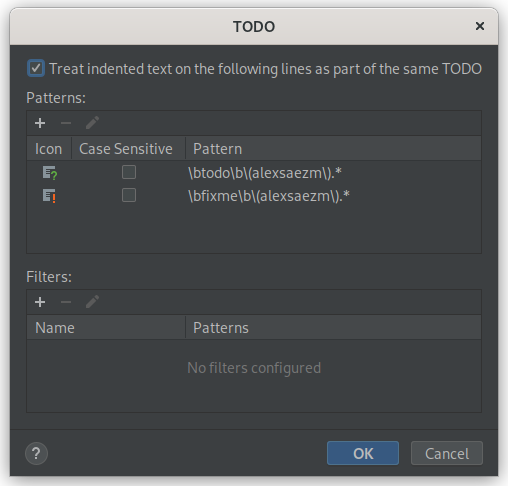 TODO
Treat indented text on the following lines as part of the same TODO
Patterns:
Icon Case Sensitive Pattern
\btodo\b\(alexsaezm\).*
\bfixme\b\(alexsaezm\).*
Filters:
Name Patterns
No filters configured
? OK Cancel